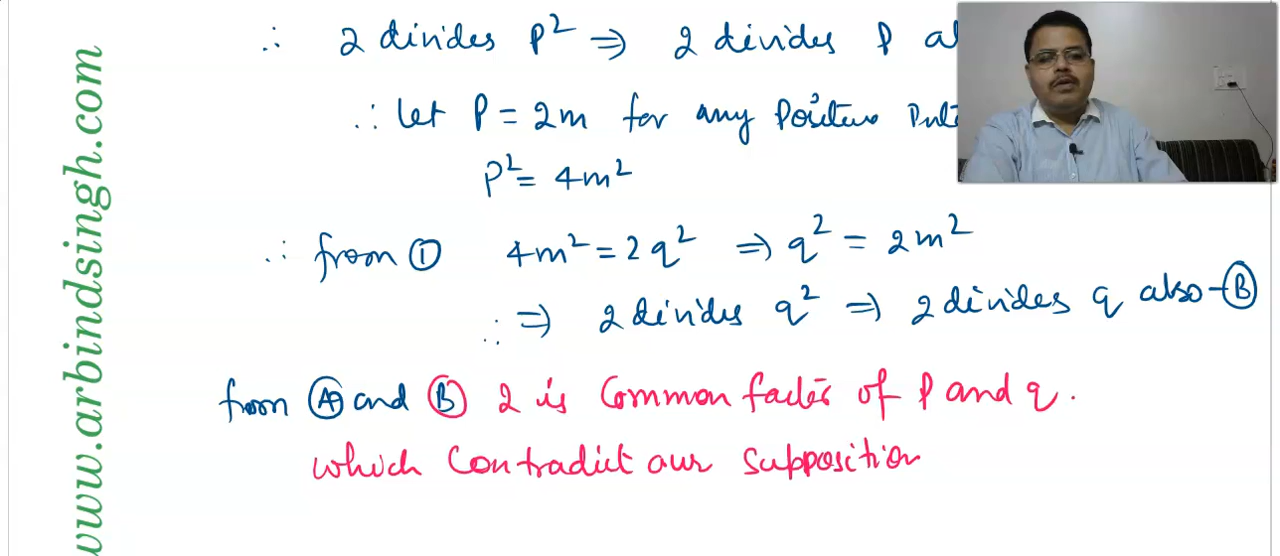 ∴ 2 divides P² ⇒ 2 divides P al
∴ let P = 2m for any Positive Inte
P² = 4m²
∴ from ① 4m² = 2q² ⇒ q² = 2m²
∴ ⇒ 2 divides q² ⇒ 2 divides q also - Ⓑ
from Ⓐ and Ⓑ 2 is Common factor of P and q.
which Contradict our Supposition
www.arbindsingh.com